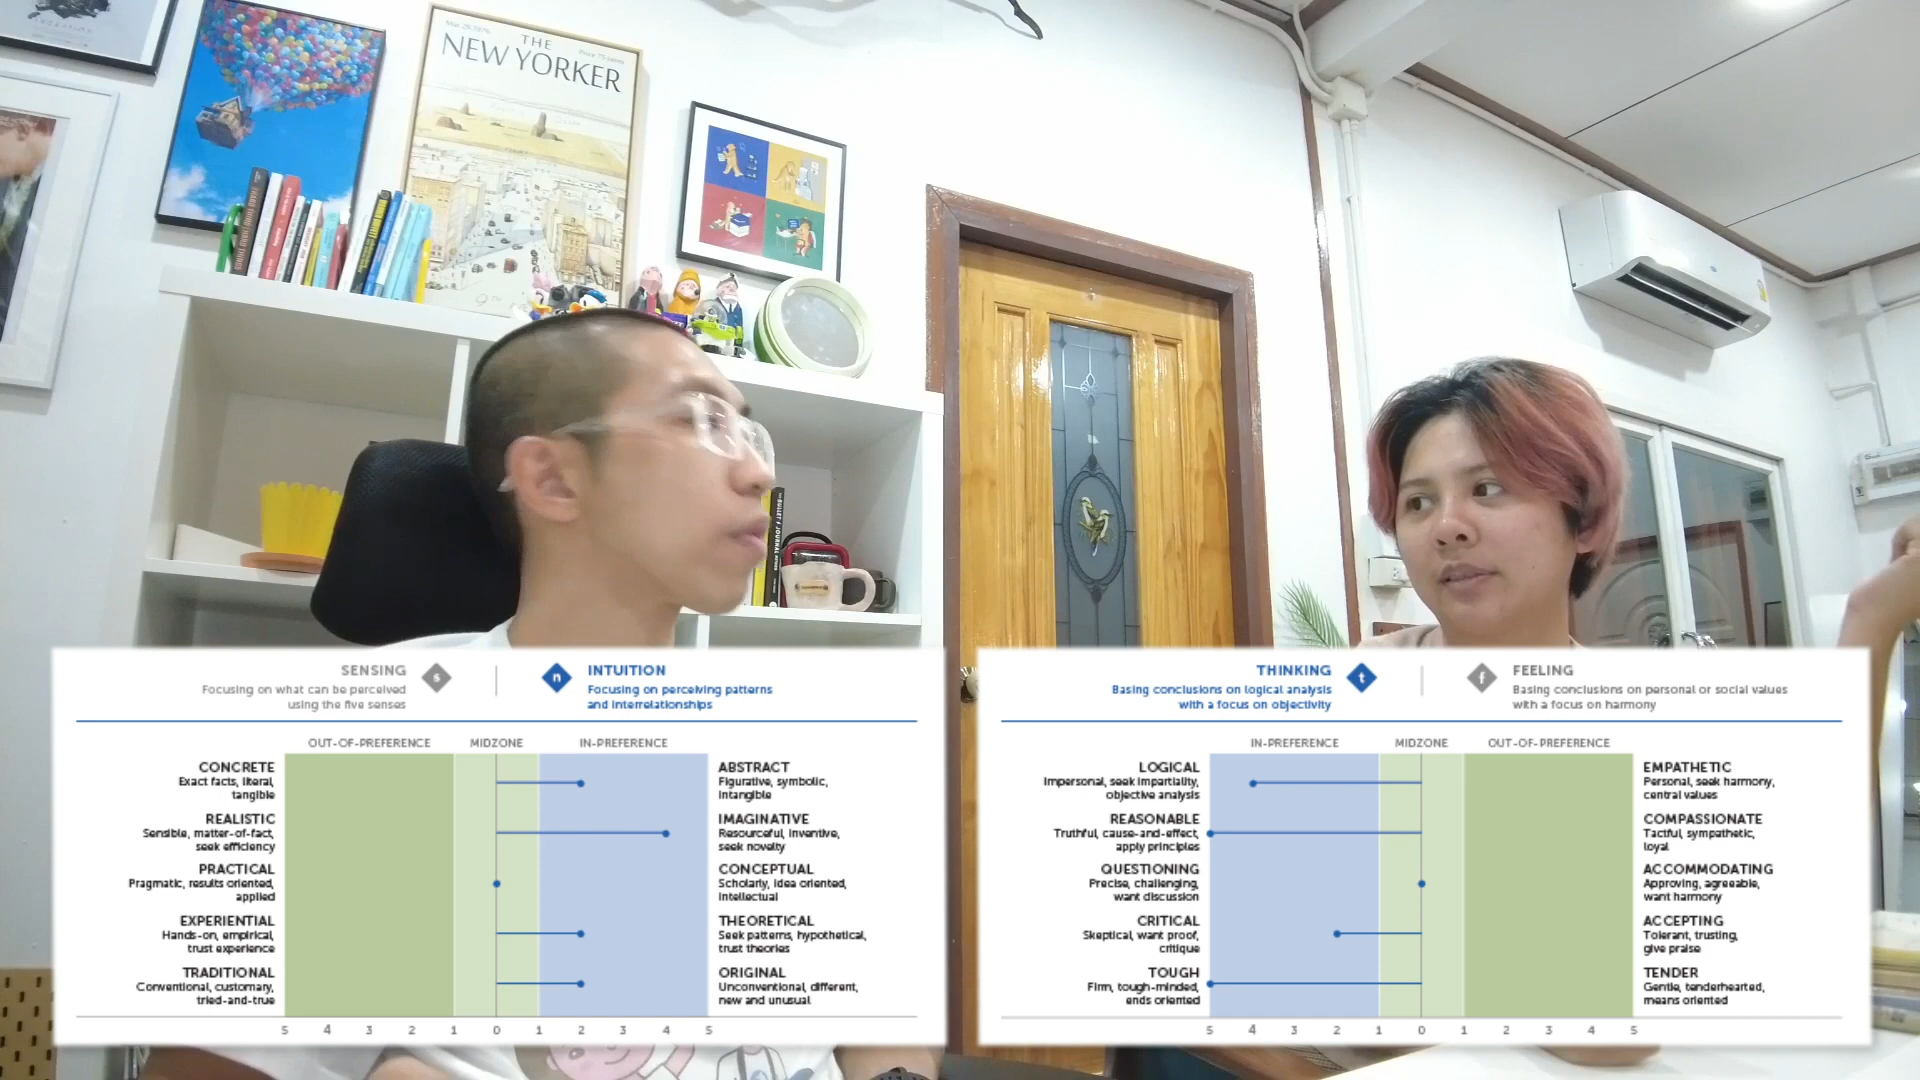 THE
NEW YORKER
SENSING
Focusing on what can be perceived
using the five senses
s
n
INTUITION
Focusing on perceiving patterns
and interrelationships
OUT-OF-PREFERENCE
MIDZONE
IN-PREFERENCE
CONCRETE
Exact facts, literal,
tangible
ABSTRACT
Figurative, symbolic,
intangible
REALISTIC
Sensible, matter-of-fact,
seek efficiency
IMAGINATIVE
Resourceful, inventive,
seek novelty
PRACTICAL
Pragmatic, results oriented,
applied
CONCEPTUAL
Scholarly, idea oriented,
intellectual
EXPERIENTIAL
Hands-on, empirical,
trust experience
THEORETICAL
Seek patterns, hypothetical,
trust theories
TRADITIONAL
Conventional, customary,
tried-and-true
ORIGINAL
Unconventional, different,
new and unusual
5 4 3 2 1 0 1 2 3 4 5
THINKING
Basing conclusions on logical analysis
with a focus on objectivity
t
f
FEELING
Basing conclusions on personal or social values
with a focus on harmony
IN-PREFERENCE
MIDZONE
OUT-OF-PREFERENCE
LOGICAL
Impersonal, seek impartiality,
objective analysis
EMPATHETIC
Personal, seek harmony,
central values
REASONABLE
Truthful, cause-and-effect,
apply principles
COMPASSIONATE
Tactful, sympathetic,
loyal
QUESTIONING
Precise, challenging,
want discussion
ACCOMMODATING
Approving, agreeable,
want harmony
CRITICAL
Skeptical, want proof,
critique
ACCEPTING
Tolerant, trusting,
give praise
TOUGH
Firm, tough-minded,
ends oriented
TENDER
Gentle, tenderhearted,
means oriented
5 4 3 2 1 0 1 2 3 4 5